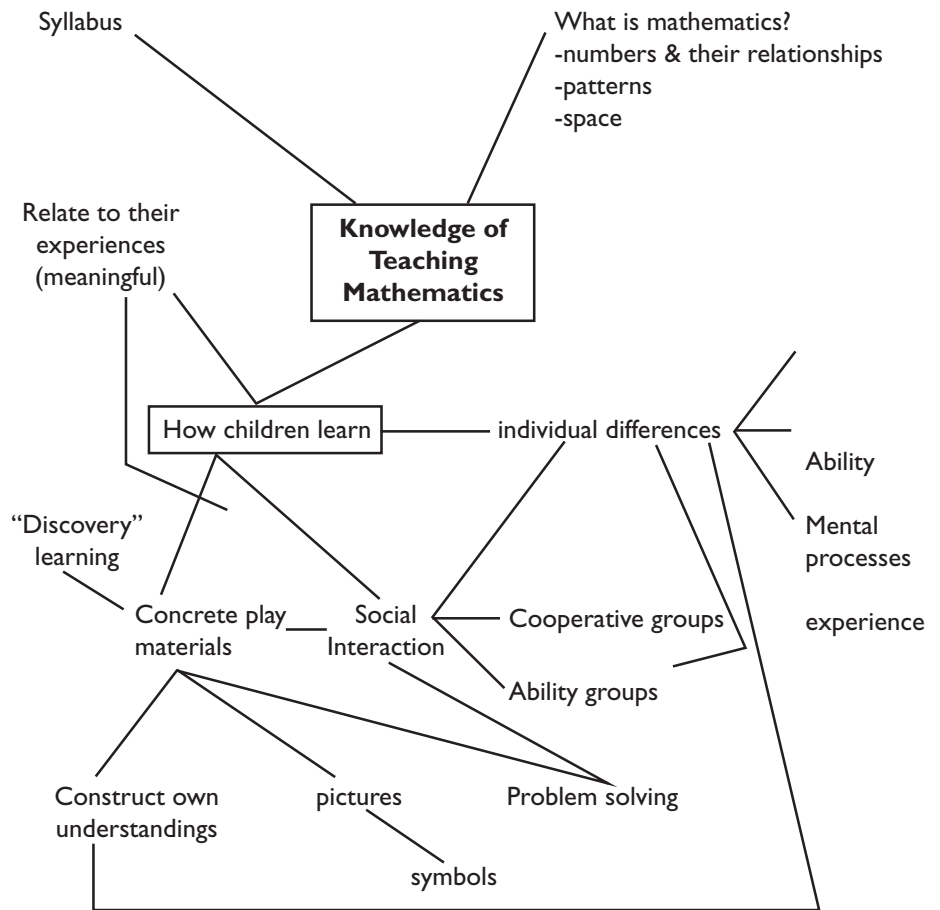 Syllabus
What is mathematics?
-numbers & their relationships
-patterns
-space
Knowledge of
Teaching
Mathematics
Relate to their
experiences
(meaningful)
How children learn
individual differences
Ability
Mental
processes
experience
“Discovery”
learning
Concrete play
materials
Social
Interaction
Cooperative groups
Ability groups
Construct own
understandings
pictures
Problem solving
symbols